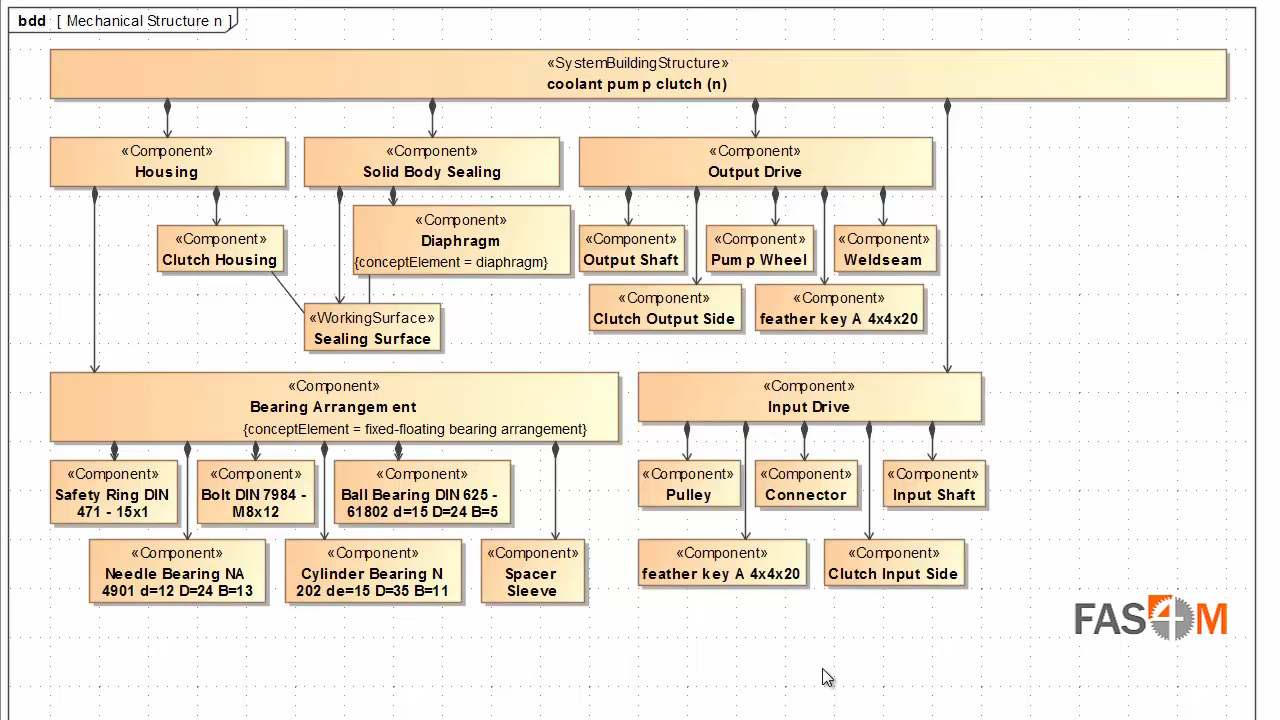 bdd [ Mechanical Structure n ]
«SystemBuildingStructure»
coolant pump clutch (n)
«Component»
Housing
«Component»
Solid Body Sealing
«Component»
Output Drive
«Component»
Clutch Housing
«Component»
Diaphragm
{conceptElement = diaphragm}
«Component»
Output Shaft
«Component»
Pump Wheel
«Component»
Weldseam
«WorkingSurface»
Sealing Surface
«Component»
Clutch Output Side
«Component»
feather key A 4x4x20
«Component»
Bearing Arrangement
{conceptElement = fixed-floating bearing arrangement}
«Component»
Input Drive
«Component»
Safety Ring DIN
471 - 15x1
«Component»
Bolt DIN 7984 -
M8x12
«Component»
Ball Bearing DIN 625 -
61802 d=15 D=24 B=5
«Component»
Pulley
«Component»
Connector
«Component»
Input Shaft
«Component»
Needle Bearing NA
4901 d=12 D=24 B=13
«Component»
Cylinder Bearing N
202 de=15 D=35 B=11
«Component»
Spacer
Sleeve
«Component»
feather key A 4x4x20
«Component»
Clutch Input Side
FAS4M